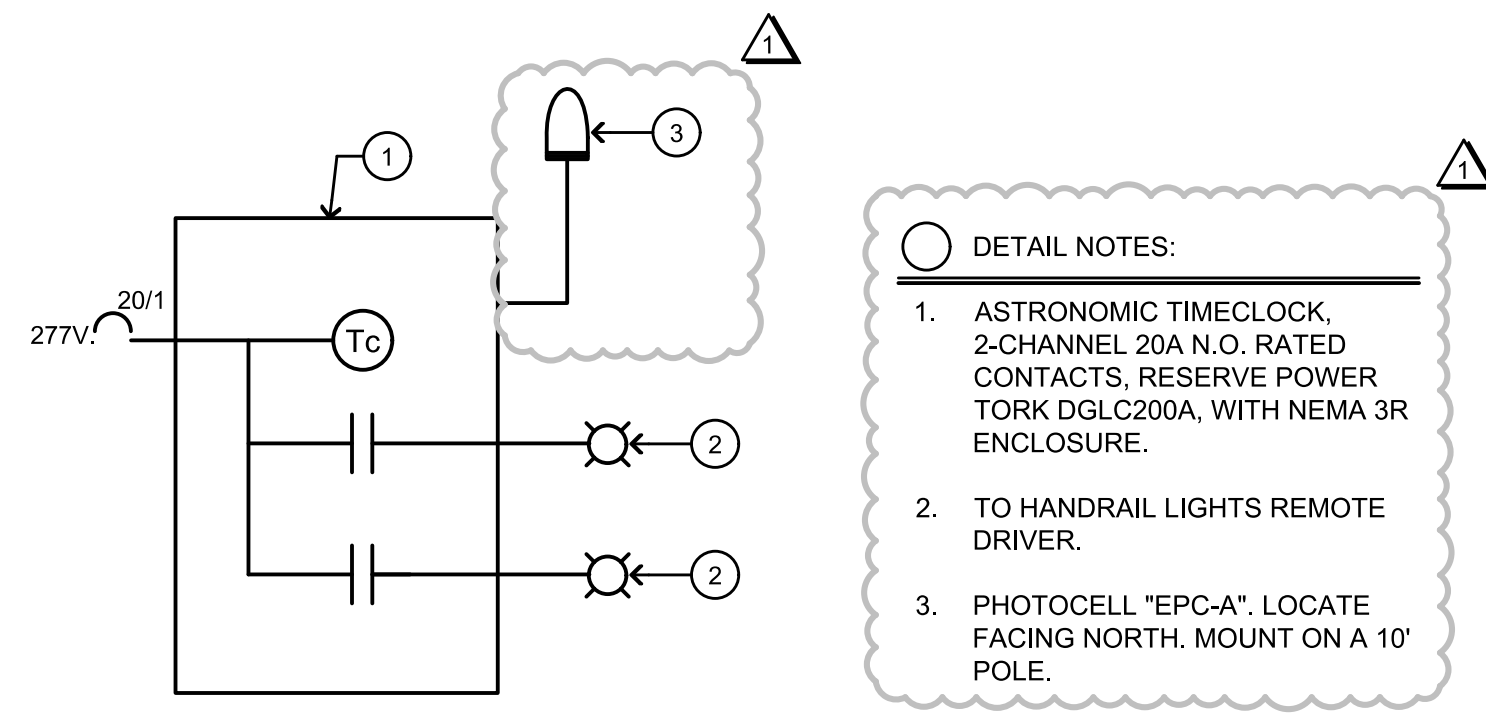 1
3
1
20/1
277V.
Tc
2
2
1
DETAIL NOTES:
1. ASTRONOMIC TIMECLOCK,
2-CHANNEL 20A N.O. RATED
CONTACTS, RESERVE POWER
TORK DGLC200A, WITH NEMA 3R
ENCLOSURE.
2. TO HANDRAIL LIGHTS REMOTE
DRIVER.
3. PHOTOCELL "EPC-A". LOCATE
FACING NORTH. MOUNT ON A 10'
POLE.